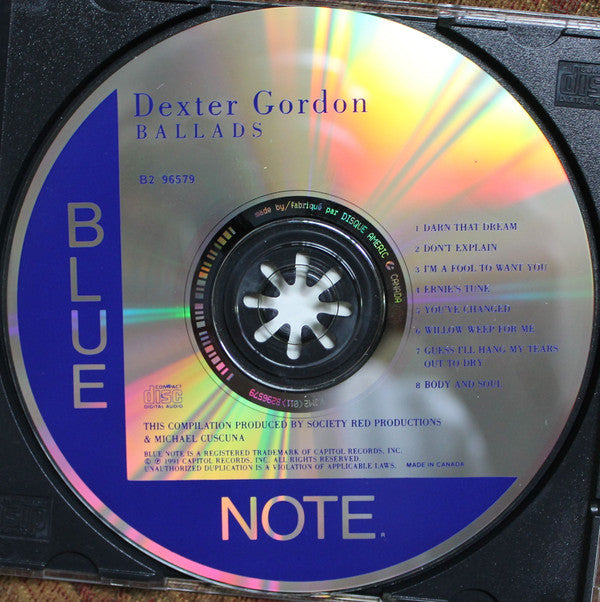 Dexter Gordon
BALLADS
B2 96579
BLUE
NOTE®
made by/fabriqué par DISQUE AMERIC CANADA
1 DARN THAT DREAM
2 DON'T EXPLAIN
3 I'M A FOOL TO WANT YOU
4 ERNIE'S TUNE
5 YOU'VE CHANGED
6 WILLOW WEEP FOR ME
7 GUESS I'LL HANG MY TEARS
OUT TO DRY
8 BODY AND SOUL
COMPACT
disc
DIGITAL AUDIO
THIS COMPILATION PRODUCED BY SOCIETY RED PRODUCTIONS
& MICHAEL CUSCUNA
BLUE NOTE IS A REGISTERED TRADEMARK OF CAPITOL RECORDS, INC.
© ℗ 1991 CAPITOL RECORDS, INC. ALL RIGHTS RESERVED.
UNAUTHORIZED DUPLICATION IS A VIOLATION OF APPLICABLE LAWS. MADE IN CANADA